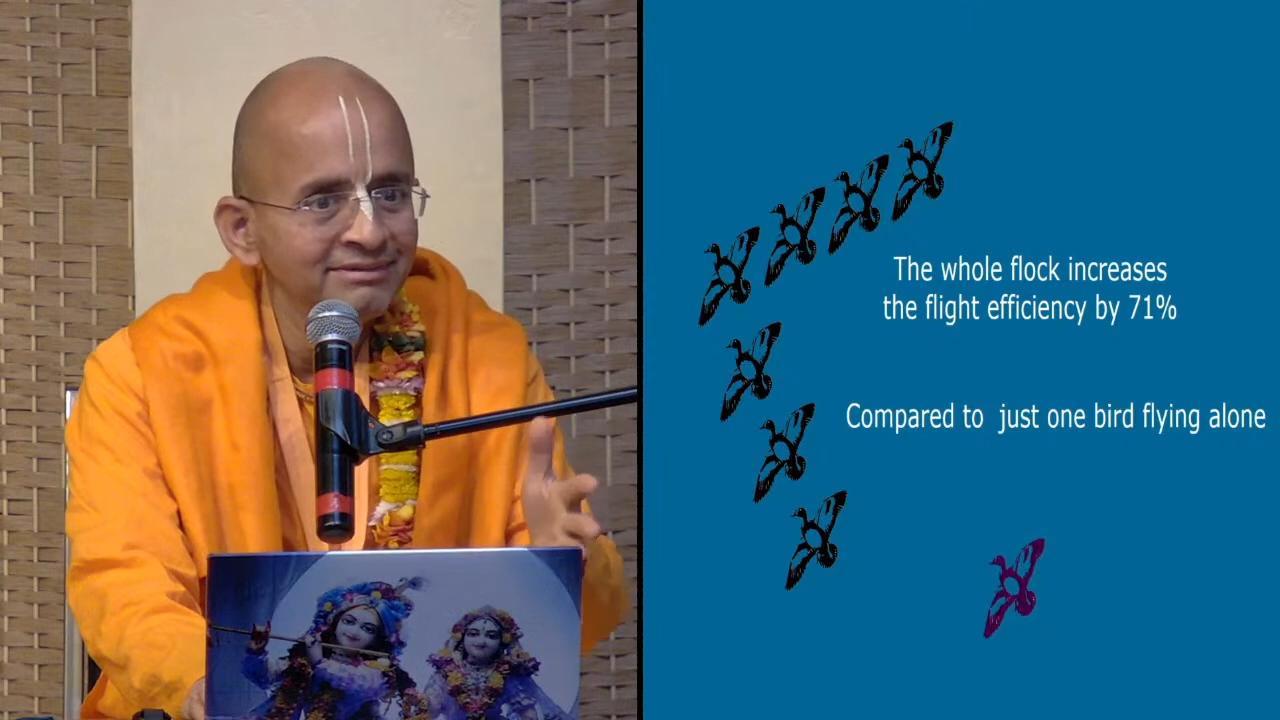 The whole flock increases
the flight efficiency by 71%
Compared to just one bird flying alone